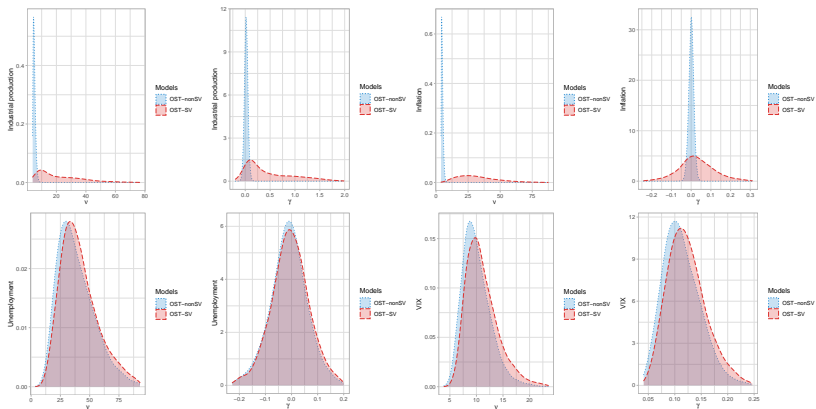 Industrial production
0.4
0.2
0.0
20
40
60
80
ν
Models
OST−nonSV
OST−SV
Industrial production
12
9
6
3
0
0.0
0.5
1.0
1.5
2.0
γ
Models
OST−nonSV
OST−SV
Inflation
0.6
0.4
0.2
0.0
0
25
50
75
ν
Models
OST−nonSV
OST−SV
Inflation
30
20
10
0
−0.2
−0.1
0.0
0.1
0.2
0.3
γ
Models
OST−nonSV
OST−SV
Unemployment
0.02
0.01
0.00
0
25
50
75
ν
Models
OST−nonSV
OST−SV
Unemployment
6
4
2
0
−0.2
−0.1
0.0
0.1
0.2
γ
Models
OST−nonSV
OST−SV
VIX
0.15
0.10
0.05
0.00
5
10
15
20
ν
Models
OST−nonSV
OST−SV
VIX
12
9
6
3
0
0.05
0.10
0.15
0.20
0.25
γ
Models
OST−nonSV
OST−SV